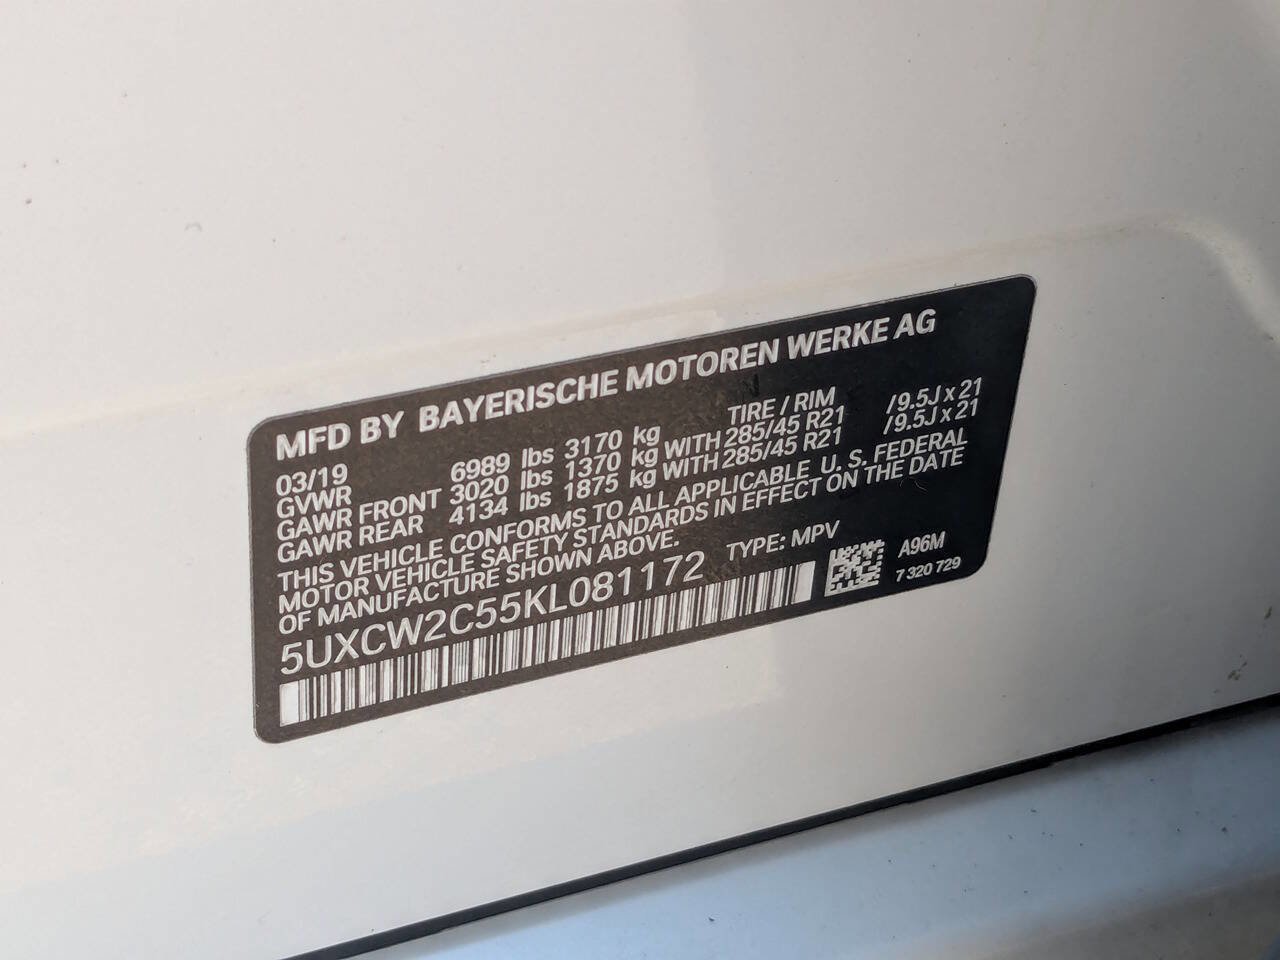 MFD BY BAYERISCHE MOTOREN WERKE AG
03/19 TIRE / RIM
GVWR 6989 lbs 3170 kg
GAWR FRONT 3020 lbs 1370 kg WITH 285/45 R21 /9.5J x 21
GAWR REAR 4134 lbs 1875 kg WITH 285/45 R21 /9.5J x 21
THIS VEHICLE CONFORMS TO ALL APPLICABLE U. S. FEDERAL
MOTOR VEHICLE SAFETY STANDARDS IN EFFECT ON THE DATE
OF MANUFACTURE SHOWN ABOVE.
5UXCW2C55KL081172 TYPE: MPV
A96M
7 320 729